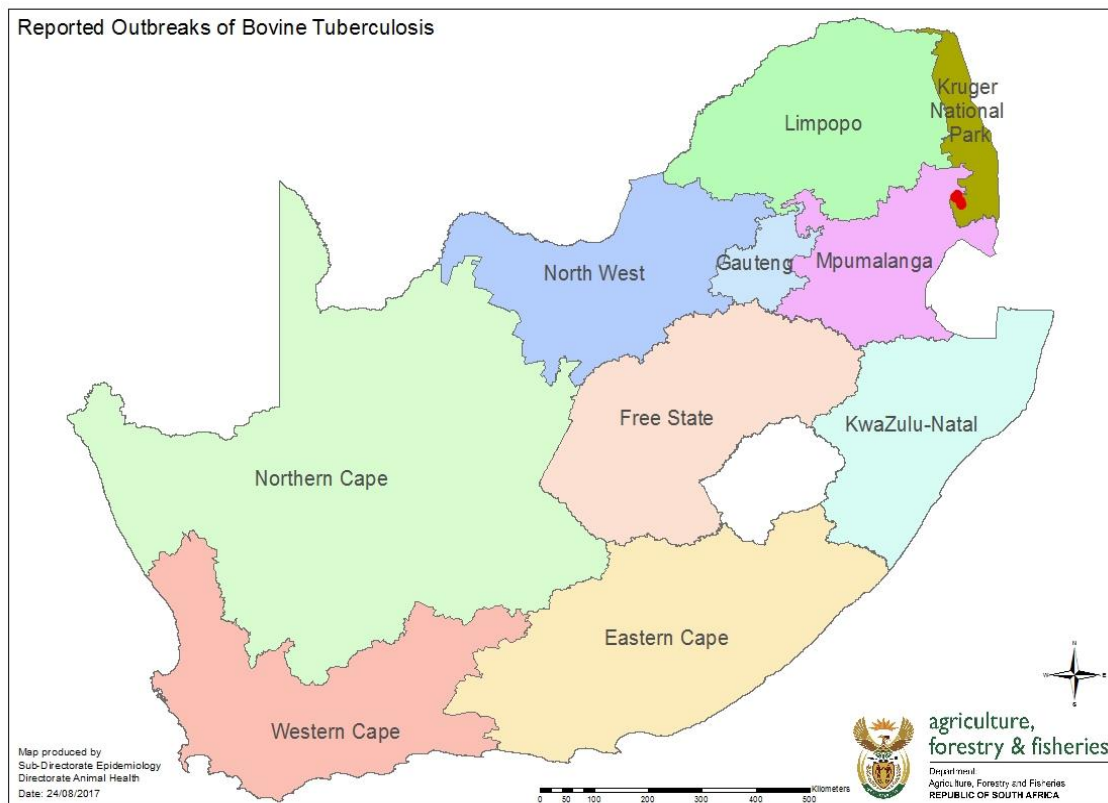 Reported Outbreaks of Bovine Tuberculosis
Kruger
National
Park
Limpopo
North West
Gauteng
Mpumalanga
Free State
KwaZulu-Natal
Northern Cape
Eastern Cape
Western Cape
N
W
E
S
Map produced by
Sub-Directorate Epidemiology
Directorate Animal Health
Date: 24/08/2017
Kilometers
0 25 50 100 200 300 400 500
agriculture,
forestry & fisheries
Department:
Agriculture, Forestry and Fisheries
REPUBLIC OF SOUTH AFRICA